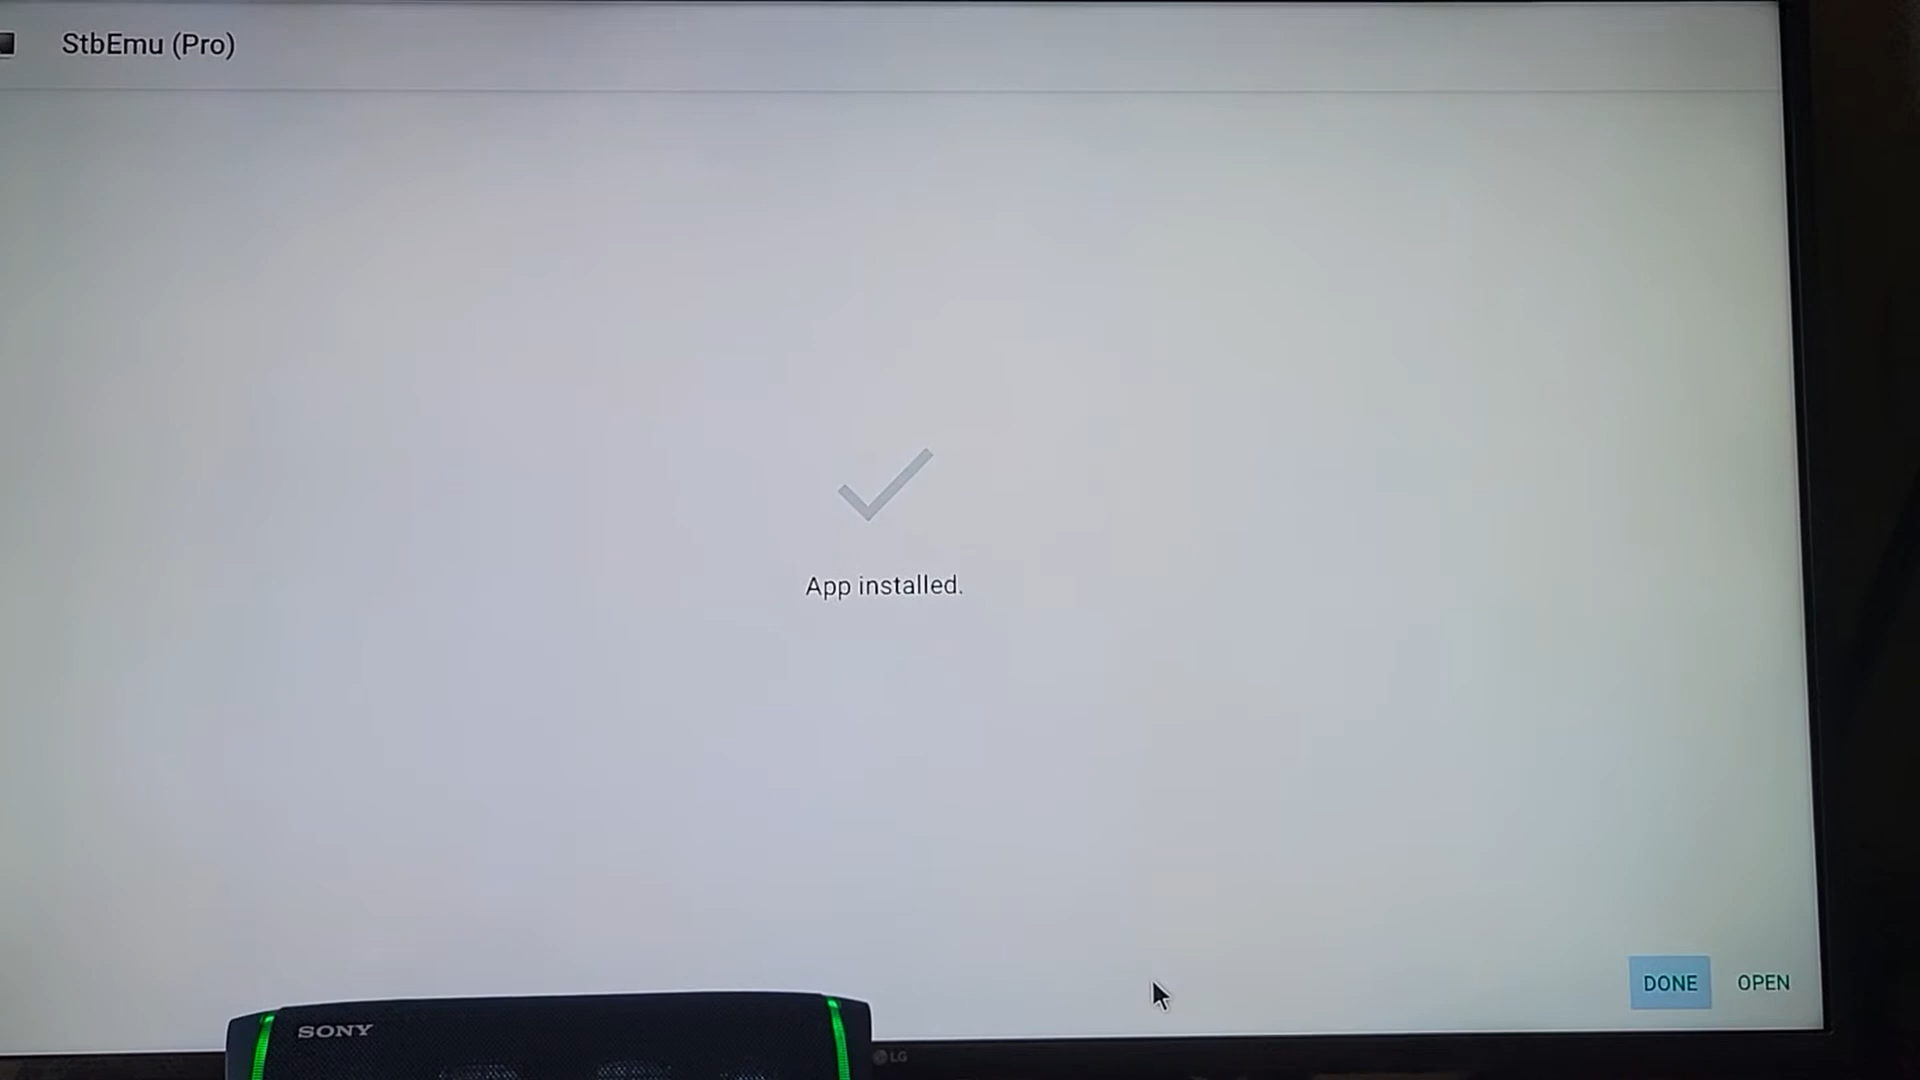 StbEmu (Pro)
App installed.
DONE
OPEN
SONY
LG